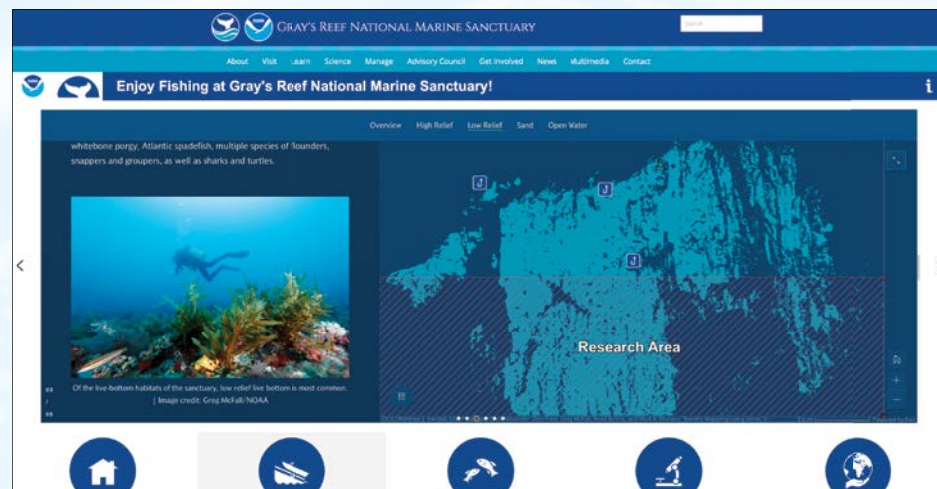 GRAY'S REEF NATIONAL MARINE SANCTUARY
Search
About Visit Learn Science Manage Advisory Council Get Involved News Multimedia Contact
Enjoy Fishing at Gray's Reef National Marine Sanctuary!
i
Overview High Relief Low Relief Sand Open Water
whitebone porgy, Atlantic spadefish, multiple species of flounders,
snappers and groupers, as well as sharks and turtles.
Research Area
Of the live-bottom habitats of the sanctuary, low relief live bottom is most common.
| Image credit: Greg McFall/NOAA